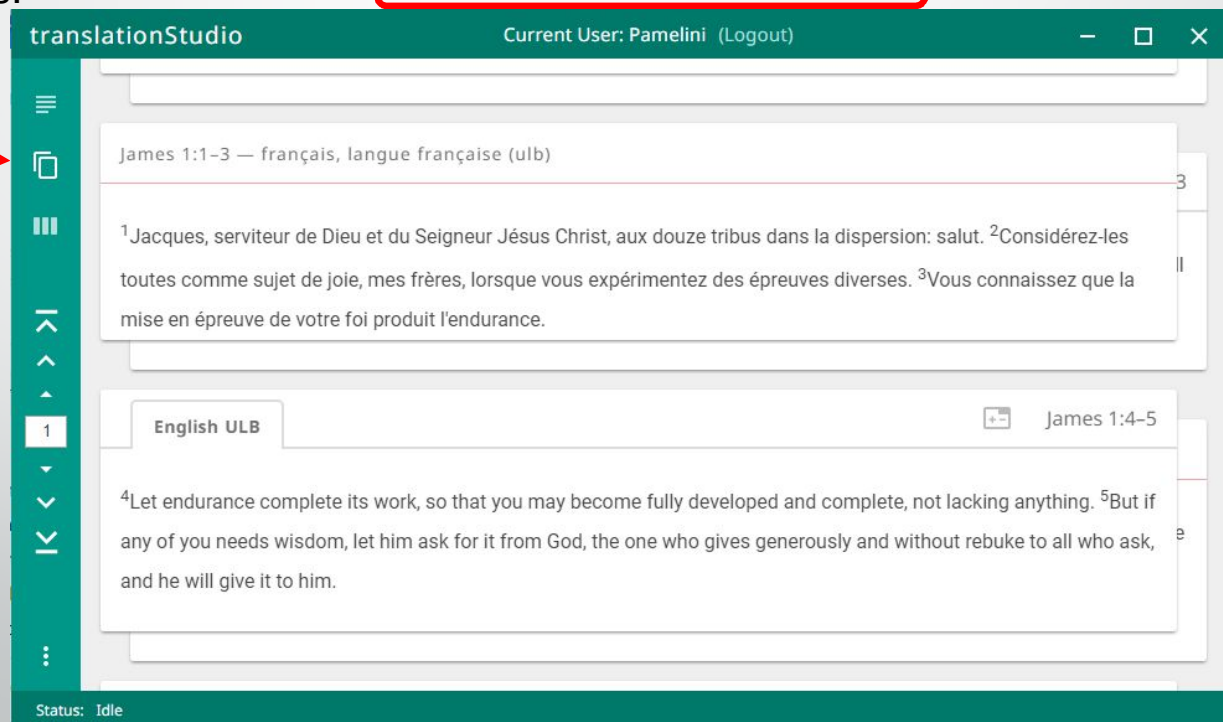 translationStudio Current User: Pamelini (Logout)
James 1:1–3 — français, langue française (ulb)
3
¹Jacques, serviteur de Dieu et du Seigneur Jésus Christ, aux douze tribus dans la dispersion: salut. ²Considérez-les
toutes comme sujet de joie, mes frères, lorsque vous expérimentez des épreuves diverses. ³Vous connaissez que la
mise en épreuve de votre foi produit l'endurance.
1
English ULB James 1:4–5
⁴Let endurance complete its work, so that you may become fully developed and complete, not lacking anything. ⁵But if
any of you needs wisdom, let him ask for it from God, the one who gives generously and without rebuke to all who ask,
and he will give it to him.
Status: Idle